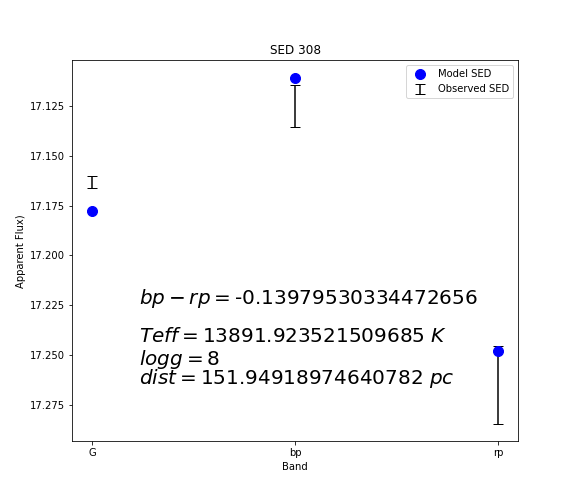 SED 308
Model SED
Observed SED
17.125
17.150
17.175
17.200
17.225
17.250
17.275
Apparent Flux)
bp − rp = -0.13979530334472656
Teff = 13891.923521509685 K
logg = 8
dist = 151.94918974640782 pc
G
bp
rp
Band